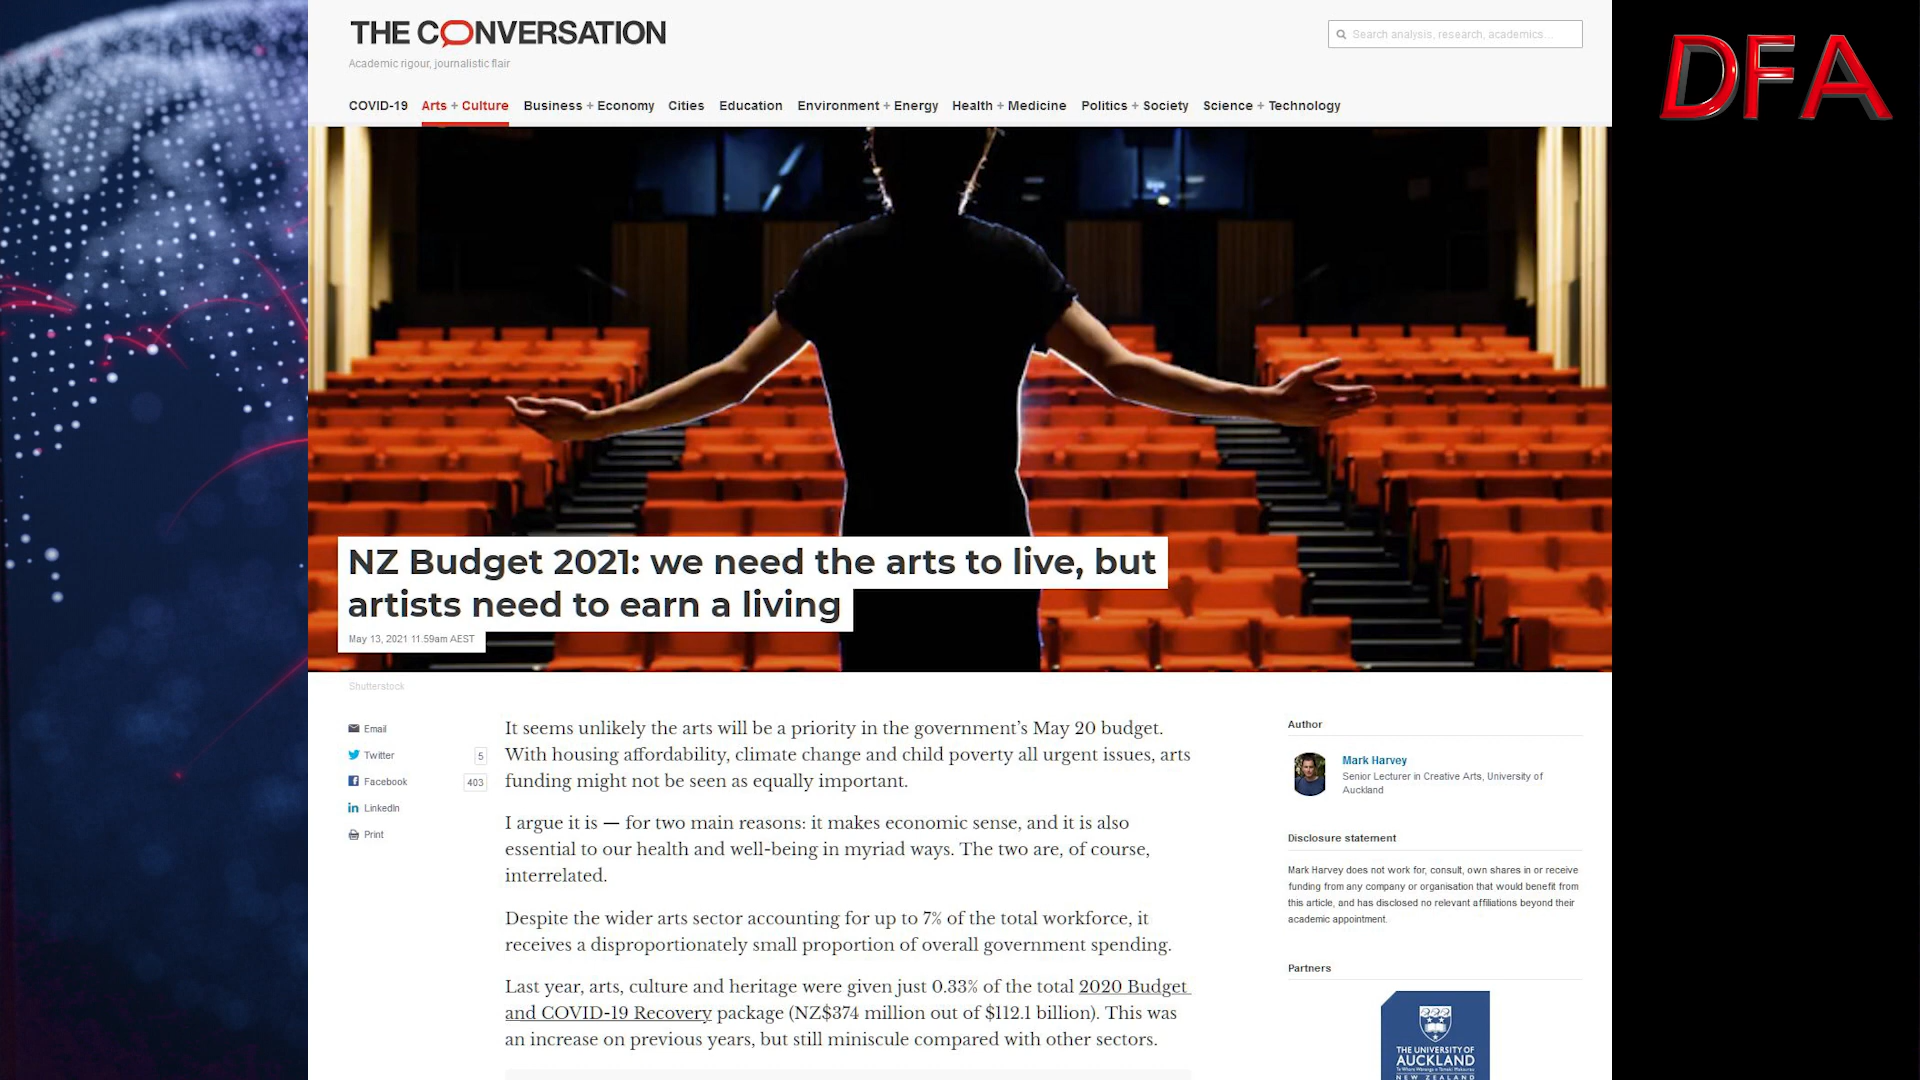 THE CONVERSATION
Academic rigour, journalistic flair
Search analysis, research, academics…
DFA
COVID-19 Arts + Culture Business + Economy Cities Education Environment + Energy Health + Medicine Politics + Society Science + Technology
NZ Budget 2021: we need the arts to live, but
artists need to earn a living
May 13, 2021 11.59am AEST
Shutterstock
Email
Twitter 5
Facebook 403
LinkedIn
Print
It seems unlikely the arts will be a priority in the government’s May 20 budget.
With housing affordability, climate change and child poverty all urgent issues, arts
funding might not be seen as equally important.
I argue it is — for two main reasons: it makes economic sense, and it is also
essential to our health and well-being in myriad ways. The two are, of course,
interrelated.
Despite the wider arts sector accounting for up to 7% of the total workforce, it
receives a disproportionately small proportion of overall government spending.
Last year, arts, culture and heritage were given just 0.33% of the total 2020 Budget
and COVID-19 Recovery package (NZ$374 million out of $112.1 billion). This was
an increase on previous years, but still miniscule compared with other sectors.
Author
Mark Harvey
Senior Lecturer in Creative Arts, University of
Auckland
Disclosure statement
Mark Harvey does not work for, consult, own shares in or receive
funding from any company or organisation that would benefit from
this article, and has disclosed no relevant affiliations beyond their
academic appointment.
Partners
THE UNIVERSITY OF
AUCKLAND
NEW ZEALAND